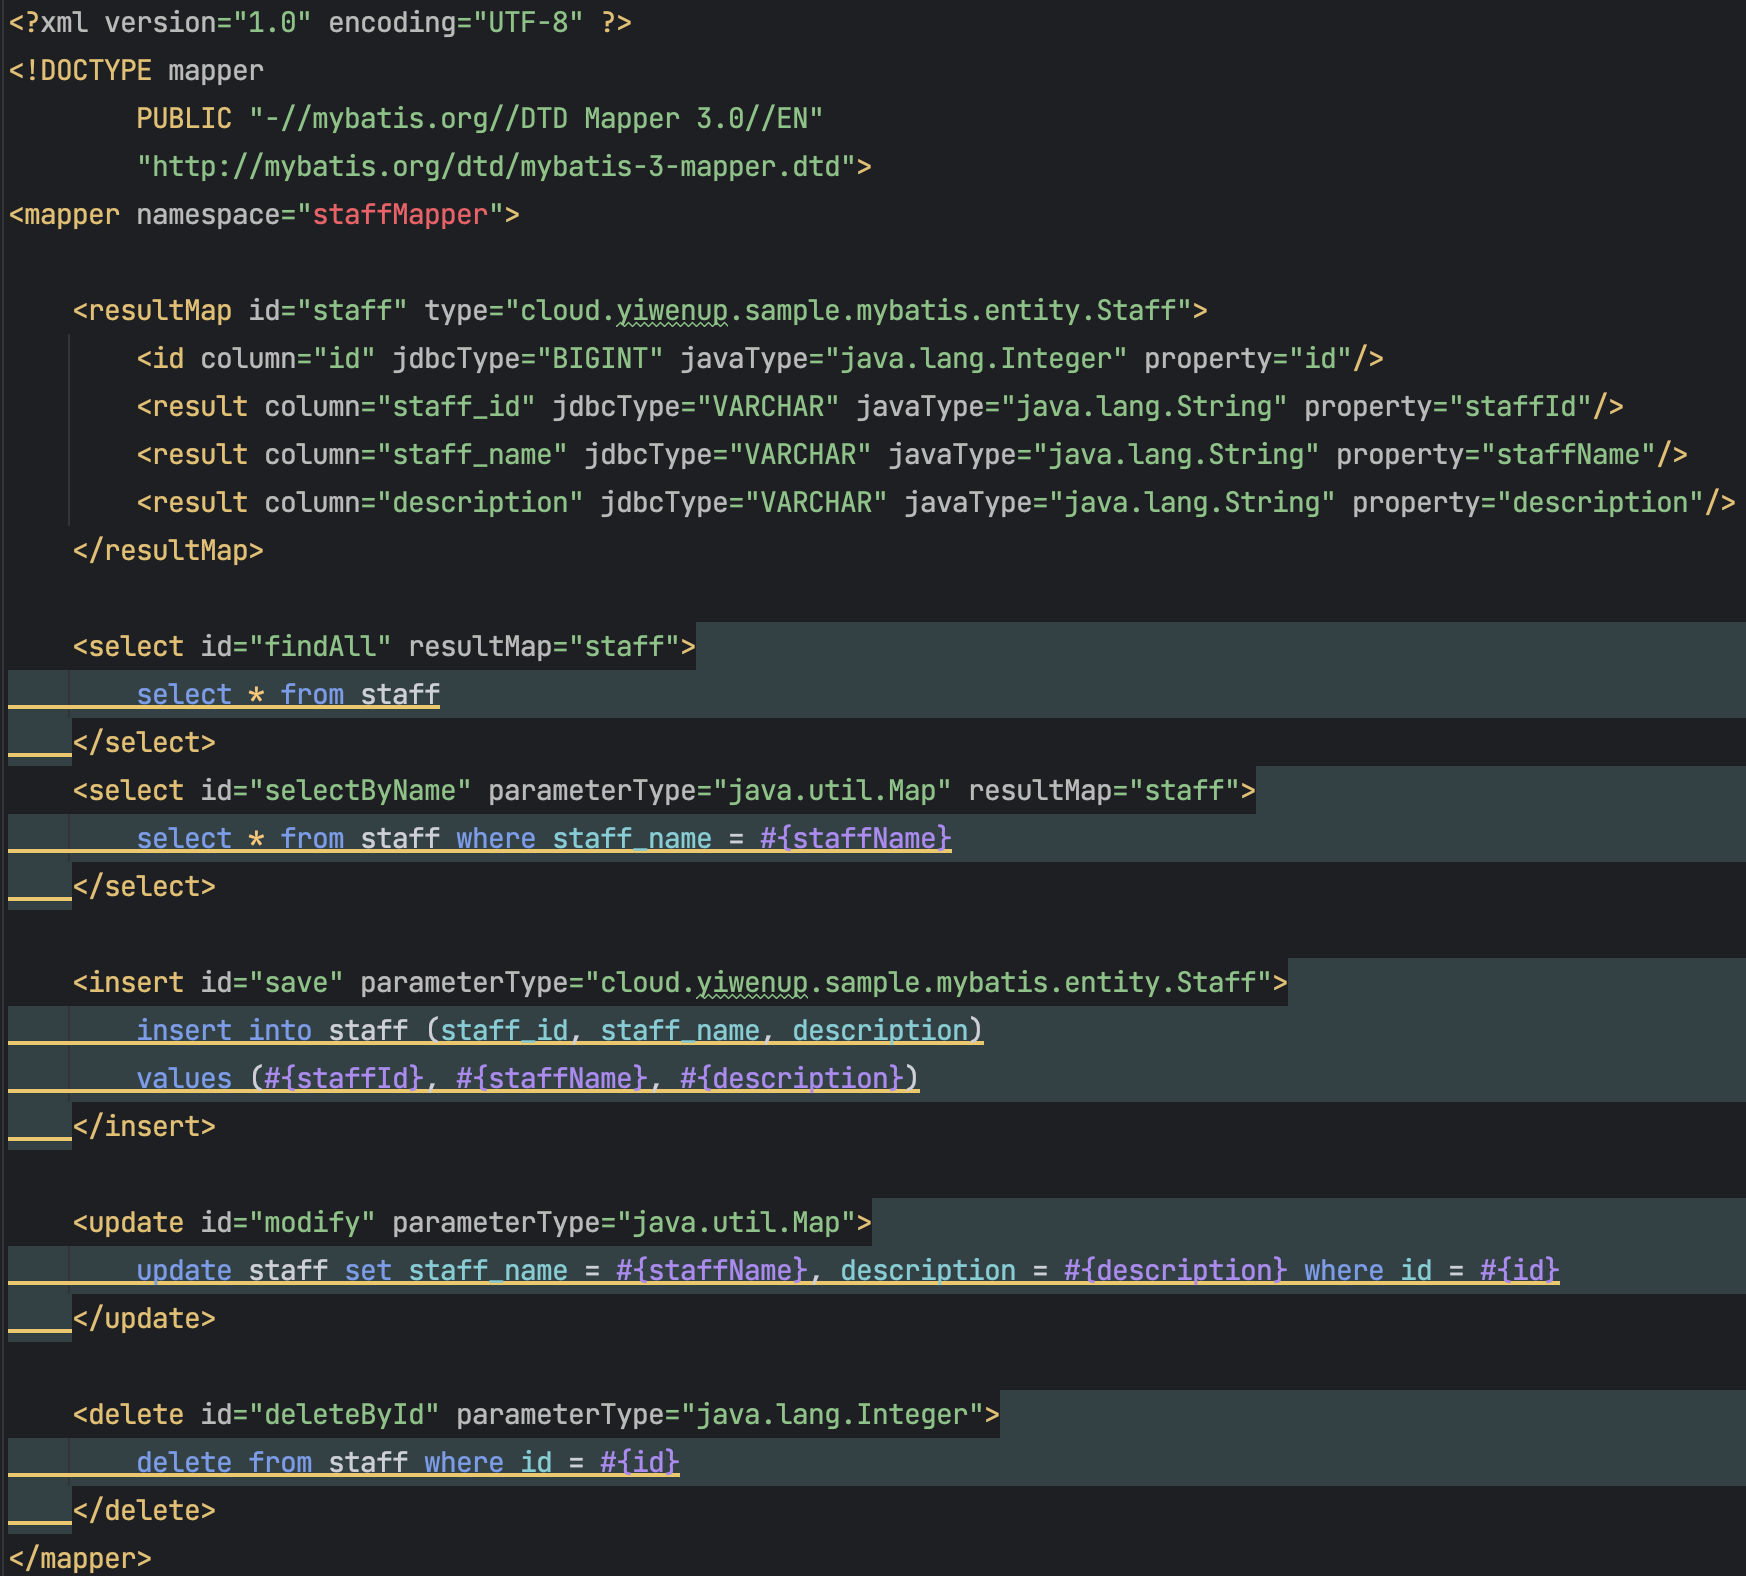 <?xml version="1.0" encoding="UTF-8" ?>
<!DOCTYPE mapper
        PUBLIC "-//mybatis.org//DTD Mapper 3.0//EN"
        "http://mybatis.org/dtd/mybatis-3-mapper.dtd">
<mapper namespace="staffMapper">
    <resultMap id="staff" type="cloud.yiwenup.sample.mybatis.entity.Staff">
        <id column="id" jdbcType="BIGINT" javaType="java.lang.Integer" property="id"/>
        <result column="staff_id" jdbcType="VARCHAR" javaType="java.lang.String" property="staffId"/>
        <result column="staff_name" jdbcType="VARCHAR" javaType="java.lang.String" property="staffName"/>
        <result column="description" jdbcType="VARCHAR" javaType="java.lang.String" property="description"/>
    </resultMap>
    <select id="findAll" resultMap="staff">
        select * from staff
    </select>
    <select id="selectByName" parameterType="java.util.Map" resultMap="staff">
        select * from staff where staff_name = #{staffName}
    </select>
    <insert id="save" parameterType="cloud.yiwenup.sample.mybatis.entity.Staff">
        insert into staff (staff_id, staff_name, description)
        values (#{staffId}, #{staffName}, #{description})
    </insert>
    <update id="modify" parameterType="java.util.Map">
        update staff set staff_name = #{staffName}, description = #{description} where id = #{id}
    </update>
    <delete id="deleteById" parameterType="java.lang.Integer">
        delete from staff where id = #{id}
    </delete>
</mapper>